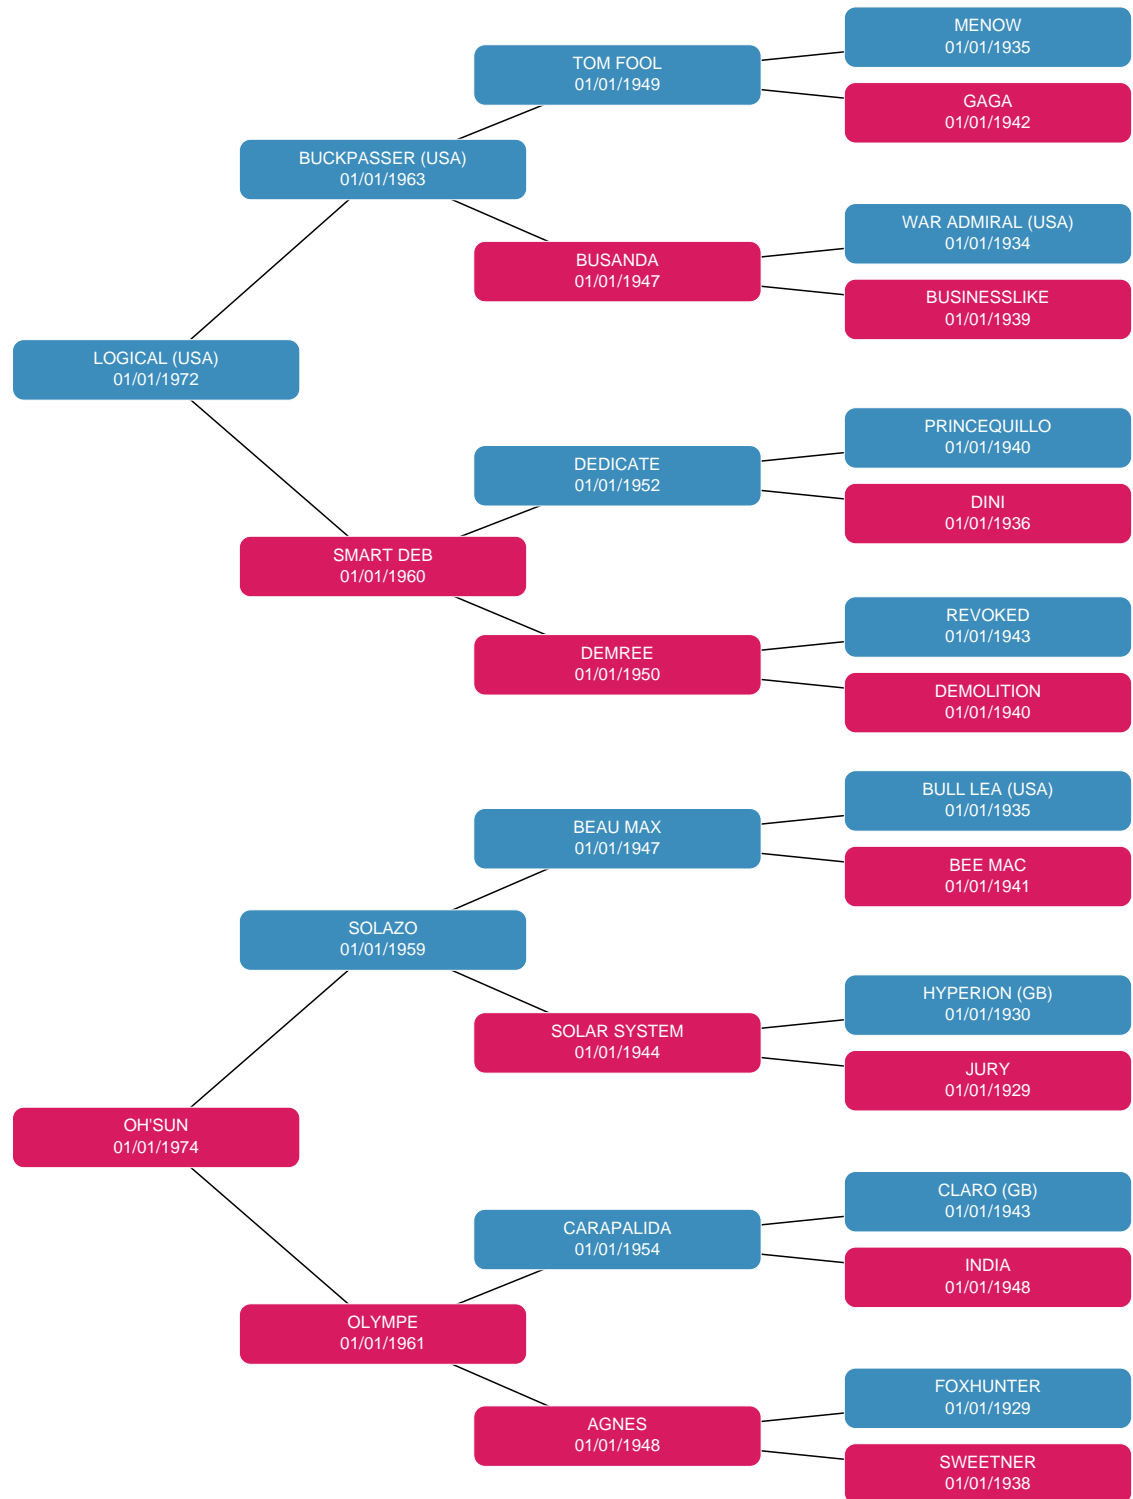 MENOW
01/01/1935
TOM FOOL
01/01/1949
GAGA
01/01/1942
BUCKPASSER (USA)
01/01/1963
WAR ADMIRAL (USA)
01/01/1934
BUSANDA
01/01/1947
BUSINESSLIKE
01/01/1939
LOGICAL (USA)
01/01/1972
PRINCEQUILLO
01/01/1940
DEDICATE
01/01/1952
DINI
01/01/1936
SMART DEB
01/01/1960
REVOKED
01/01/1943
DEMREE
01/01/1950
DEMOLITION
01/01/1940
BULL LEA (USA)
01/01/1935
BEAU MAX
01/01/1947
BEE MAC
01/01/1941
SOLAZO
01/01/1959
HYPERION (GB)
01/01/1930
SOLAR SYSTEM
01/01/1944
JURY
01/01/1929
OH'SUN
01/01/1974
CLARO (GB)
01/01/1943
CARAPALIDA
01/01/1954
INDIA
01/01/1948
OLYMPE
01/01/1961
FOXHUNTER
01/01/1929
AGNES
01/01/1948
SWEETNER
01/01/1938